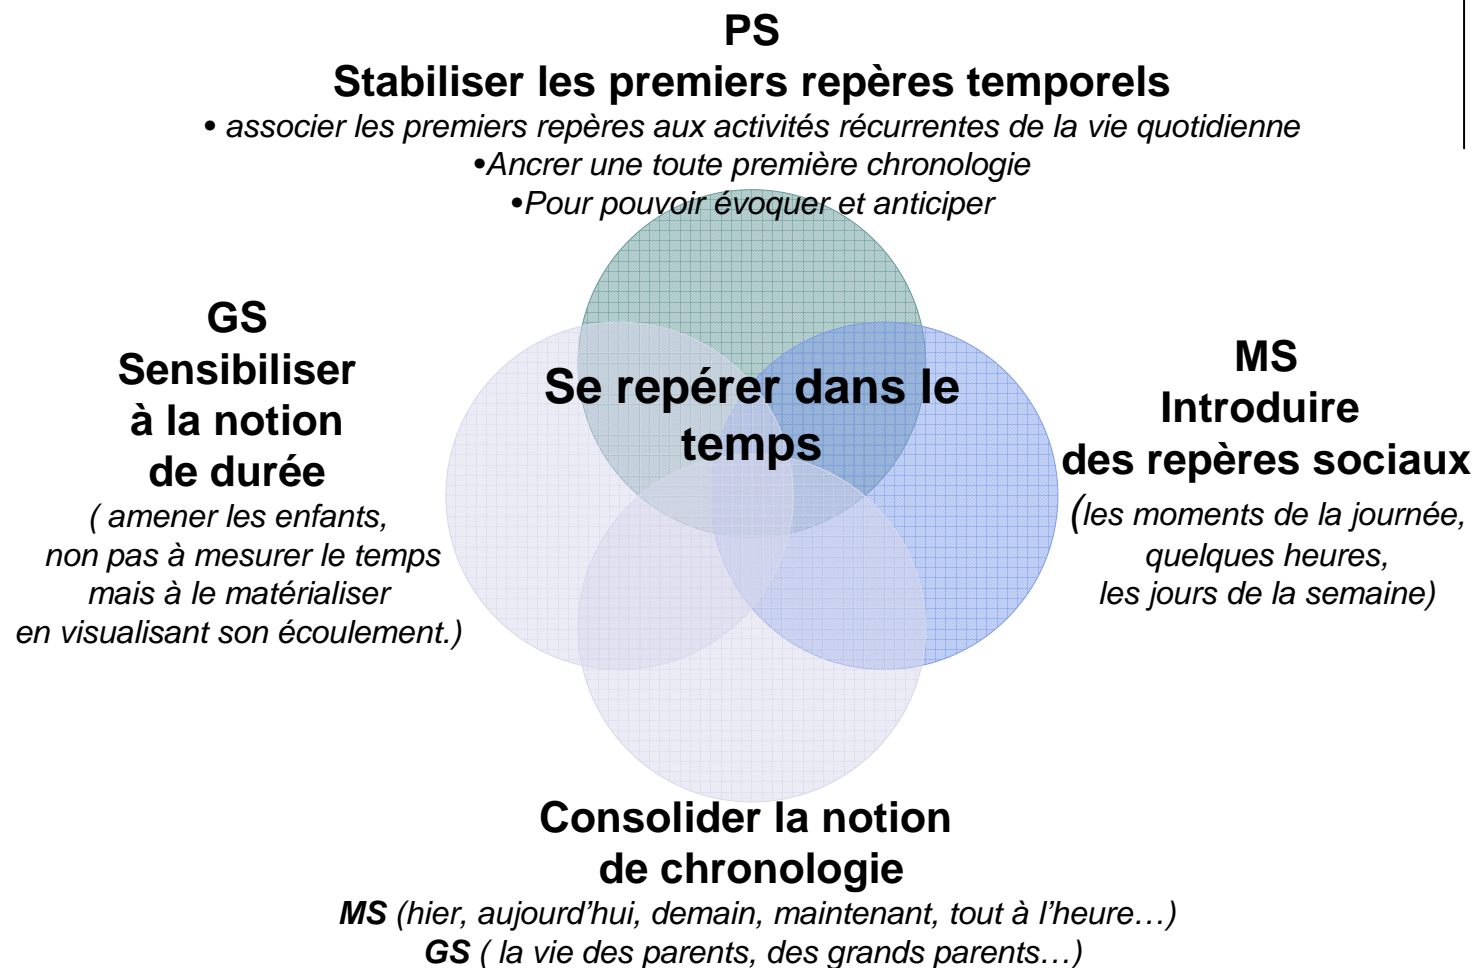 PS
Stabiliser les premiers repères temporels
• associer les premiers repères aux activités récurrentes de la vie quotidienne
•Ancrer une toute première chronologie
•Pour pouvoir évoquer et anticiper
GS
Sensibiliser
à la notion
de durée
( amener les enfants,
non pas à mesurer le temps
mais à le matérialiser
en visualisant son écoulement.)
Se repérer dans le
temps
MS
Introduire
des repères sociaux
(les moments de la journée,
quelques heures,
les jours de la semaine)
Consolider la notion
de chronologie
MS (hier, aujourd’hui, demain, maintenant, tout à l’heure…)
GS ( la vie des parents, des grands parents…)